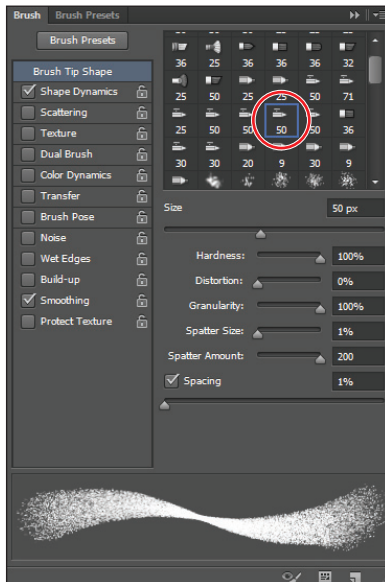 Brush Brush Presets
Brush Presets
36 25 36 36 36 32
Brush Tip Shape
Shape Dynamics
25 50 25 25 50 71
Scattering
Texture
25 50 50 50 50 36
Dual Brush
30 30 20 9 30 9
Color Dynamics
Transfer
Size 50 px
Brush Pose
Noise
Wet Edges
Hardness: 100%
Build-up
Distortion: 0%
Smoothing
Granularity: 100%
Protect Texture
Spatter Size: 1%
Spatter Amount: 200
Spacing 1%